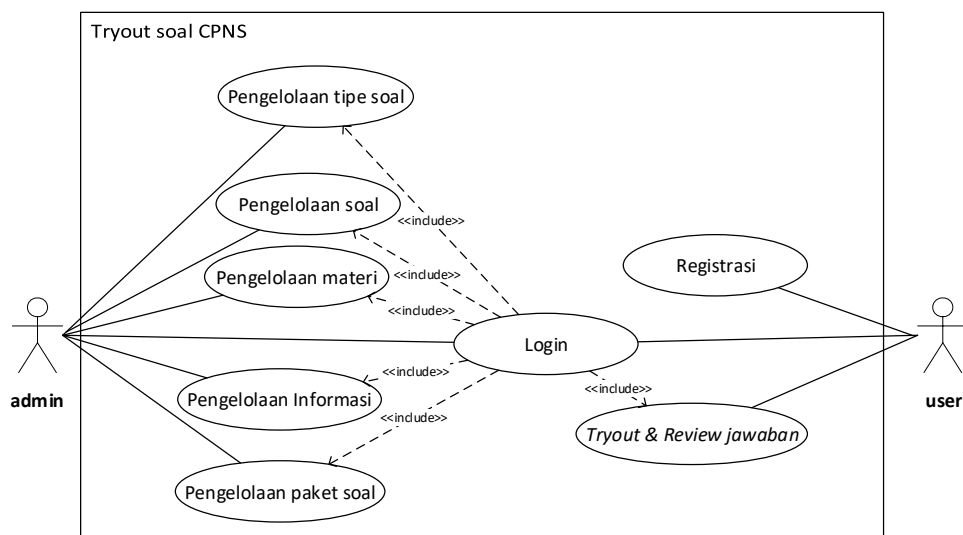 Tryout soal CPNS
Pengelolaan tipe soal
Pengelolaan soal
<<include>>
Pengelolaan materi
<<include>>
Registrasi
<<include>>
Login
admin
Pengelolaan Informasi
<<include>>
<<include>>
user
<<include>>
Tryout & Review jawaban
Pengelolaan paket soal